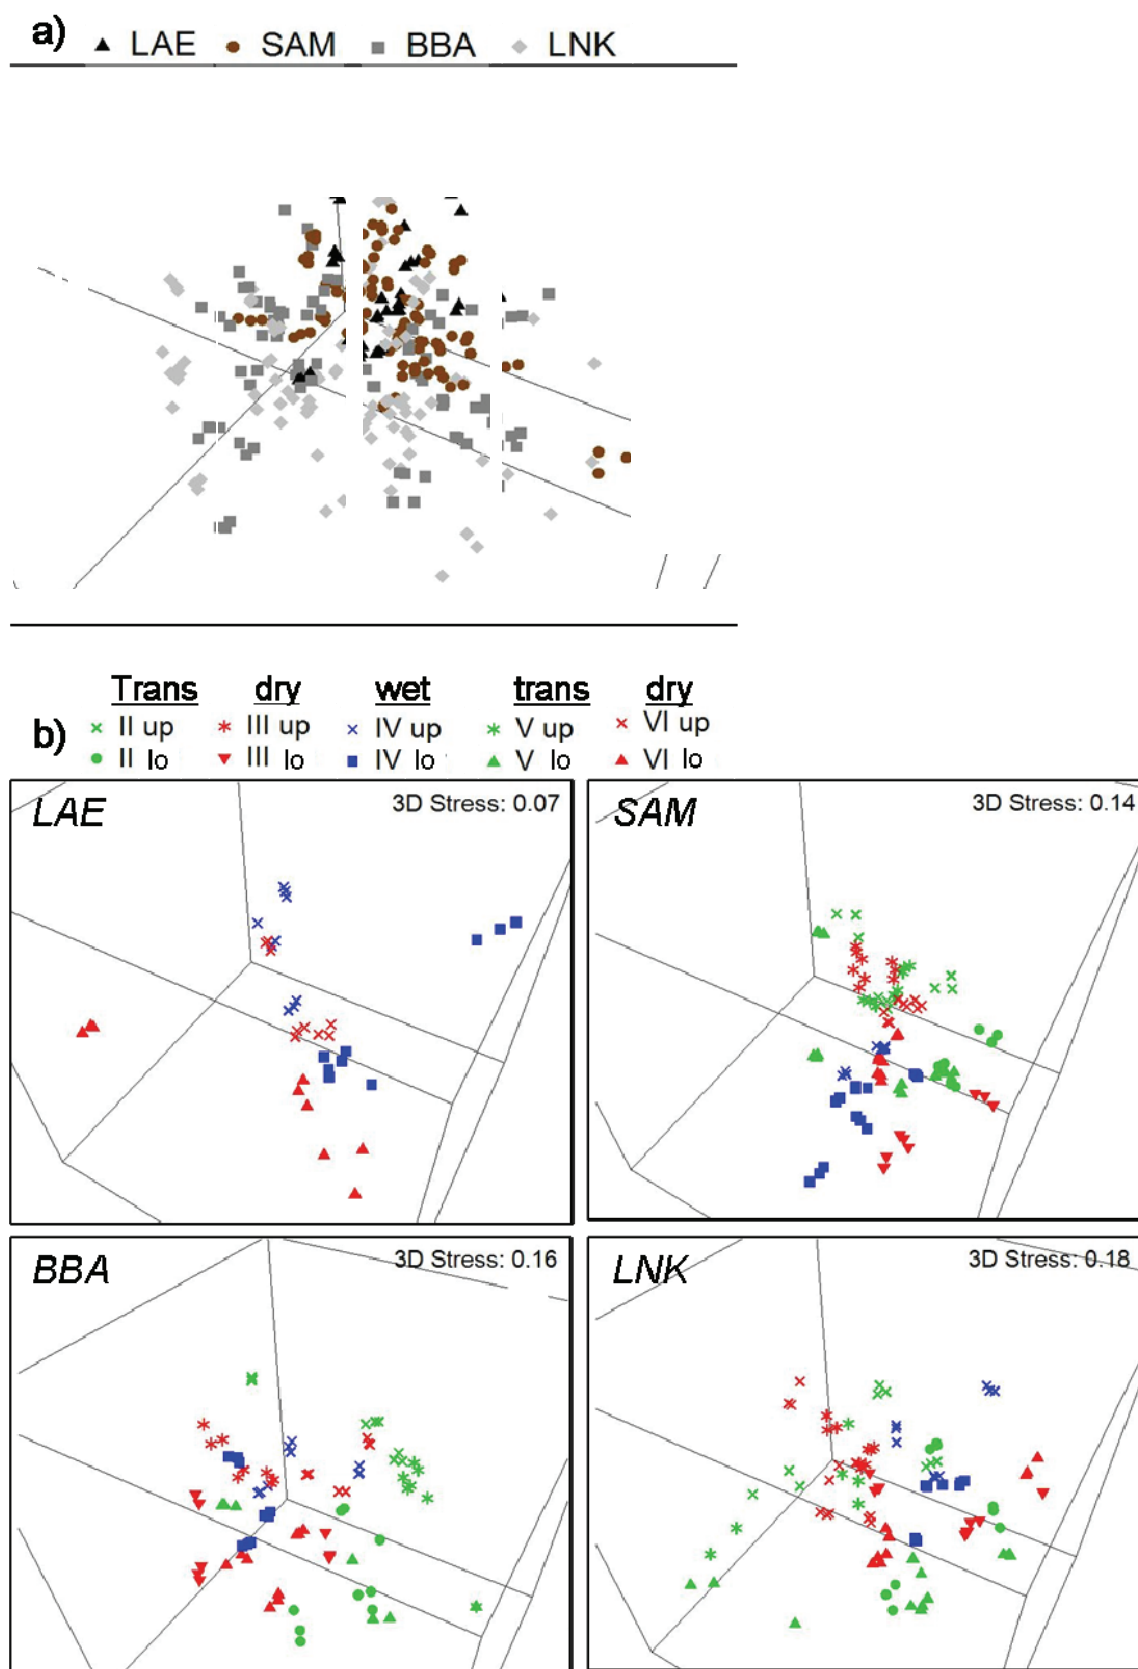 a) LAE SAM BBA LNK
Trans dry wet trans dry
b) II up III up IV up V up VI up
II lo III lo IV lo V lo VI lo
LAE 3D Stress: 0.07
SAM 3D Stress: 0.14
BBA 3D Stress: 0.16
LNK 3D Stress: 0.18